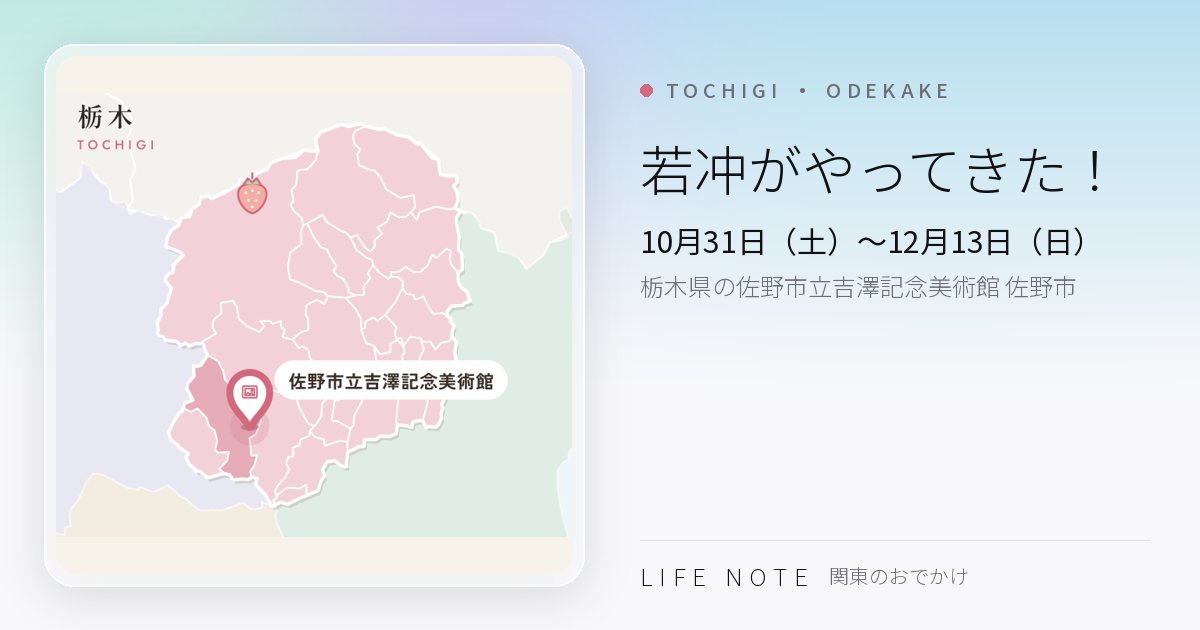 栃木
TOCHIGI
佐野市立吉澤記念美術館
TOCHIGI ・ ODEKAKE
若冲がやってきた！
10月31日（土）〜12月13日（日）
栃木県の佐野市立吉澤記念美術館 佐野市
LIFE NOTE 関東のおでかけ